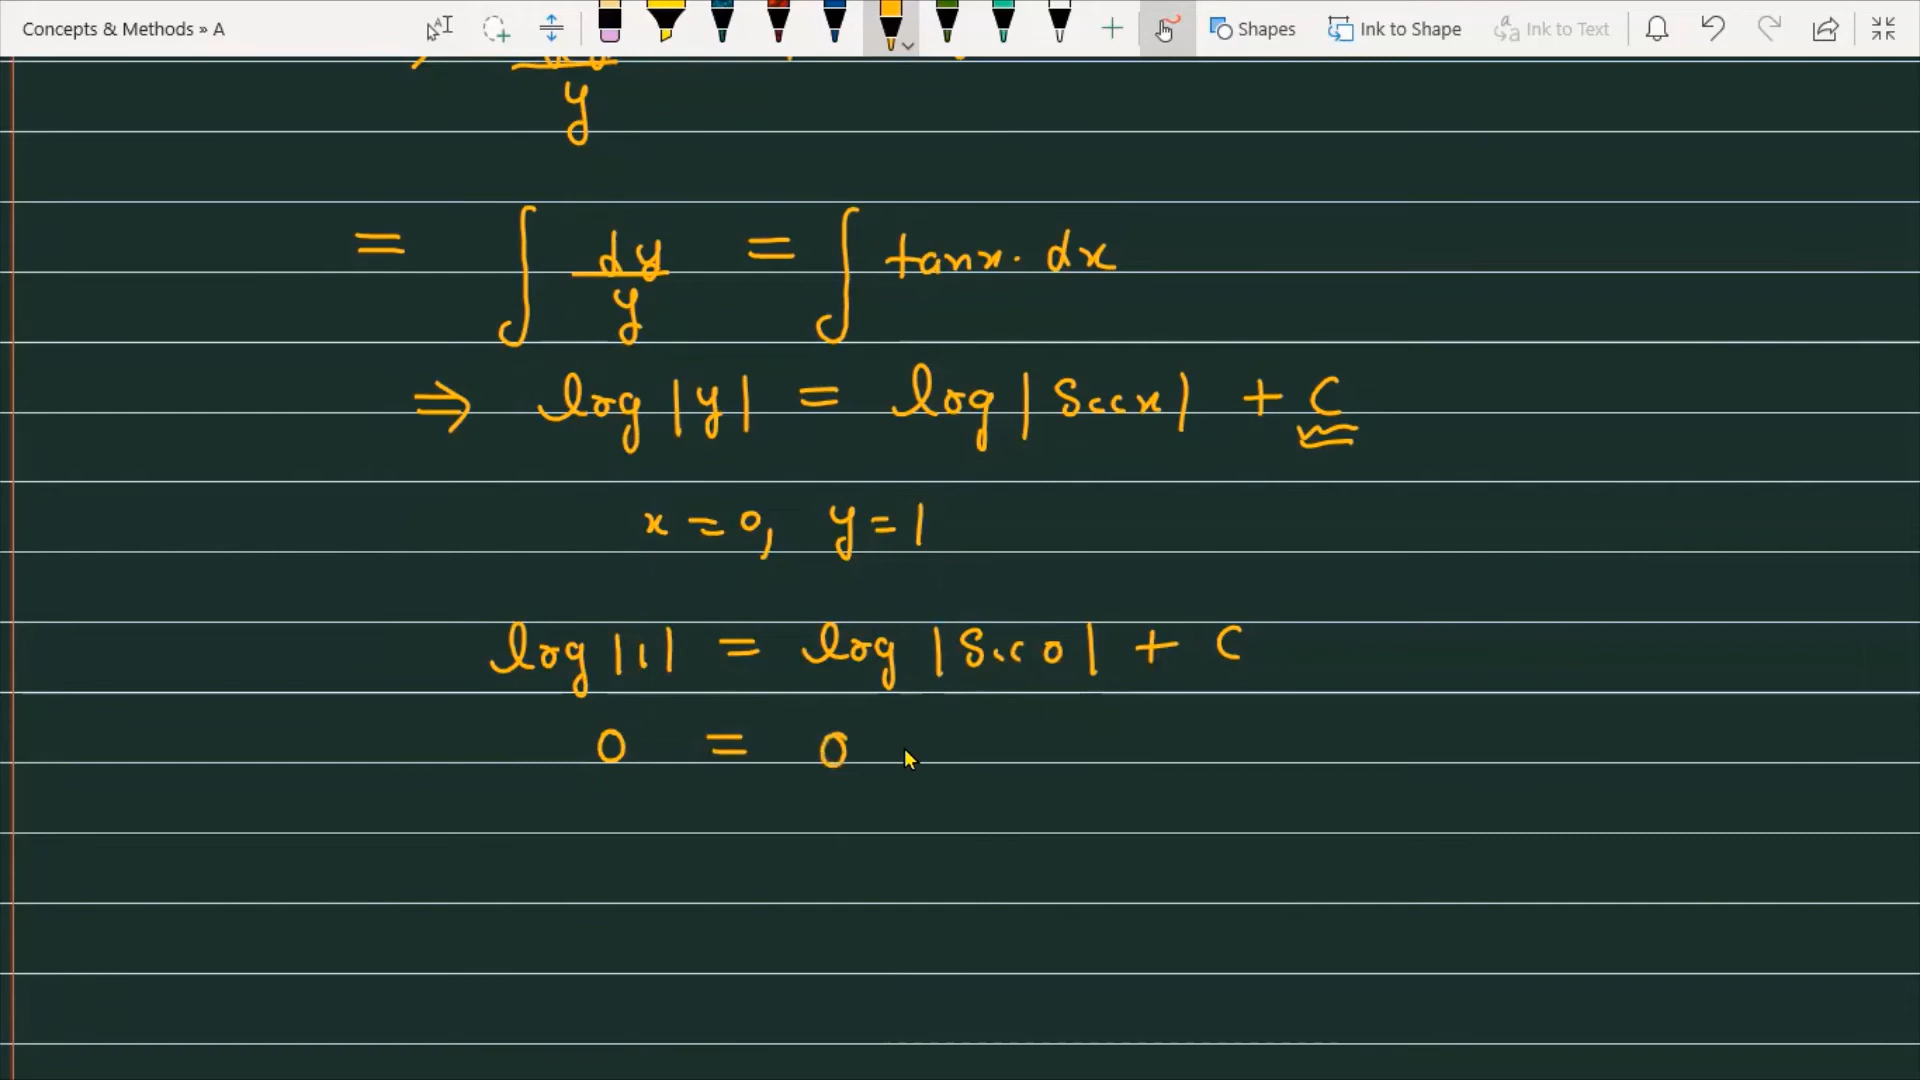 Concepts & Methods » A Shapes Ink to Shape Ink to Text
y
= ∫ dy/y = ∫ tanx. dx
⇒ log |y| = log | Secx | + C
x = 0, y = 1
log |1| = log | Sec 0 | + C
0 = 0